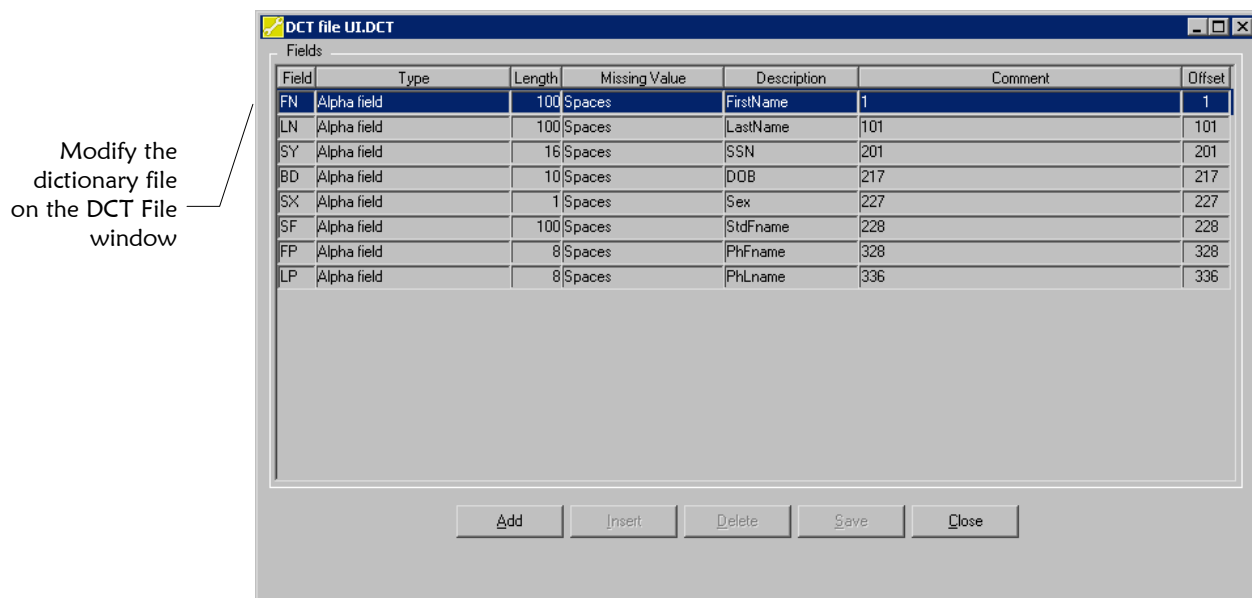 DCT file UI.DCT
Fields
Field Type Length Missing Value Description Comment Offset
FN Alpha field 100 Spaces FirstName 1 1
LN Alpha field 100 Spaces LastName 101 101
SY Alpha field 16 Spaces SSN 201 201
BD Alpha field 10 Spaces DOB 217 217
SX Alpha field 1 Spaces Sex 227 227
SF Alpha field 100 Spaces StdFname 228 228
FP Alpha field 8 Spaces PhFname 328 328
LP Alpha field 8 Spaces PhLname 336 336
Modify the
dictionary file
on the DCT File
window
Add Insert Delete Save Close